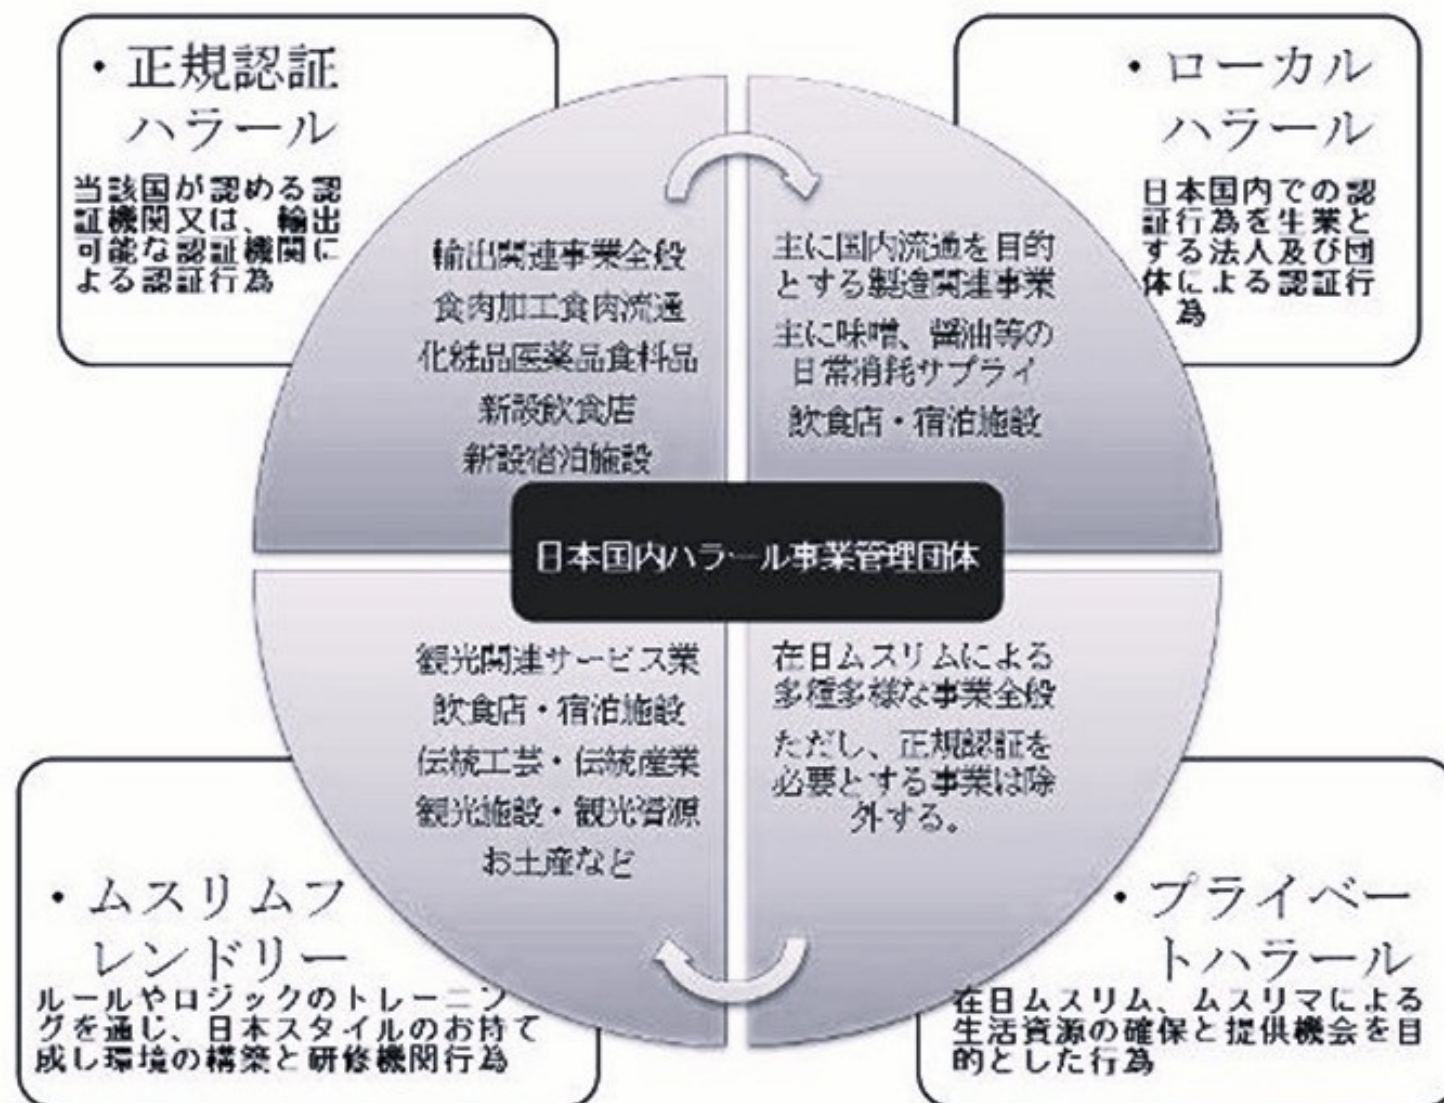 ・正規認証
ハラール
当該国が認める認
証機関又は、輸出
可能な認証機関に
よる認証行為
輸出関連事業全般
食肉加工食肉流通
化粧品医薬品食料品
新設飲食店
新設宿泊施設
・ローカル
ハラール
日本国内での認
証行為を生業と
する法人及び団
体による認証行
為
主に国内流通を目的
とする製造関連事業
主に味噌、醤油等の
日常消耗サプライ
飲食店・宿泊施設
日本国内ハラール事業管理団体
観光関連サービス業
飲食店・宿泊施設
伝統工芸・伝統産業
観光施設・観光資源
お土産など
・ムスリムフ
レンドリー
ルールやロジックのトレーニン
グを通じ、日本スタイルのお持て
成し環境の構築と研修機関行為
在日ムスリムによる
多種多様な事業全般
ただし、正規認証を
必要とする事業は除
外する。
・プライベー
トハラール
在日ムスリム、ムスリマによる
生活資源の確保と提供機会を目
的とした行為